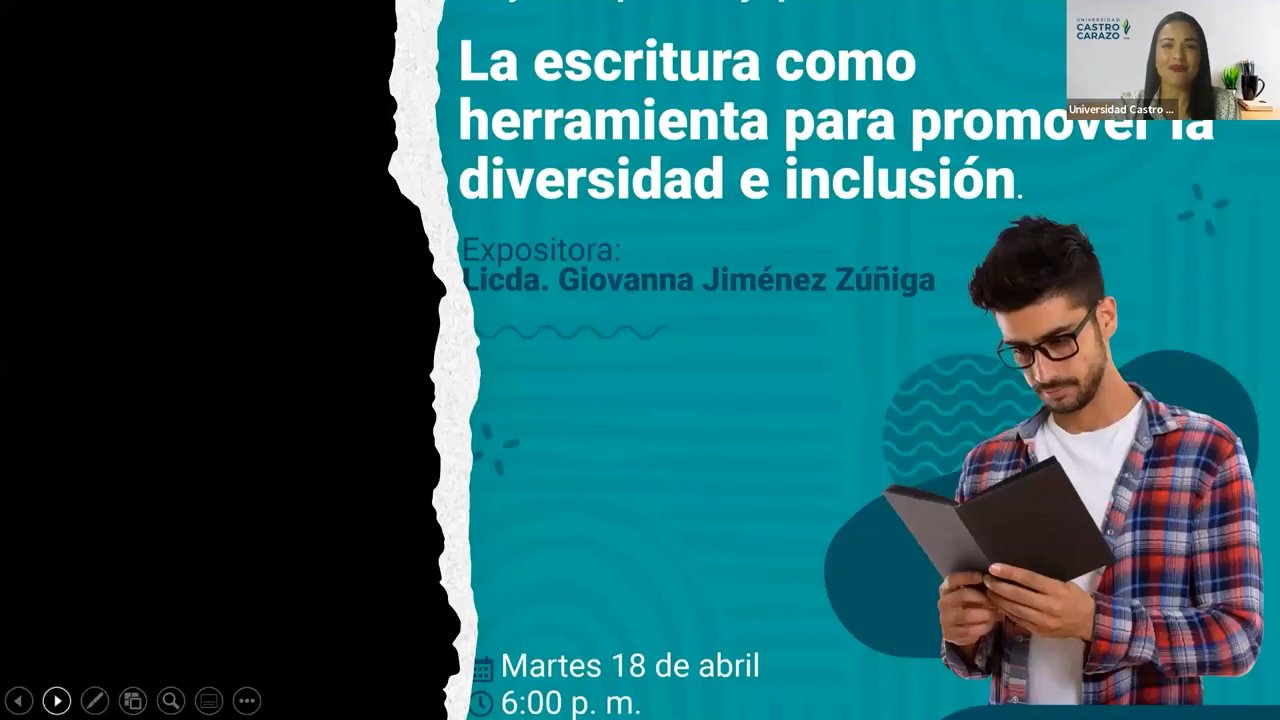 La escritura como
herramienta para promover la
diversidad e inclusión.
Expositora:
Licda. Giovanna Jiménez Zúñiga
Martes 18 de abril
6:00 p. m.
UNIVERSIDAD
CASTRO
CARAZO
Universidad Castro ...